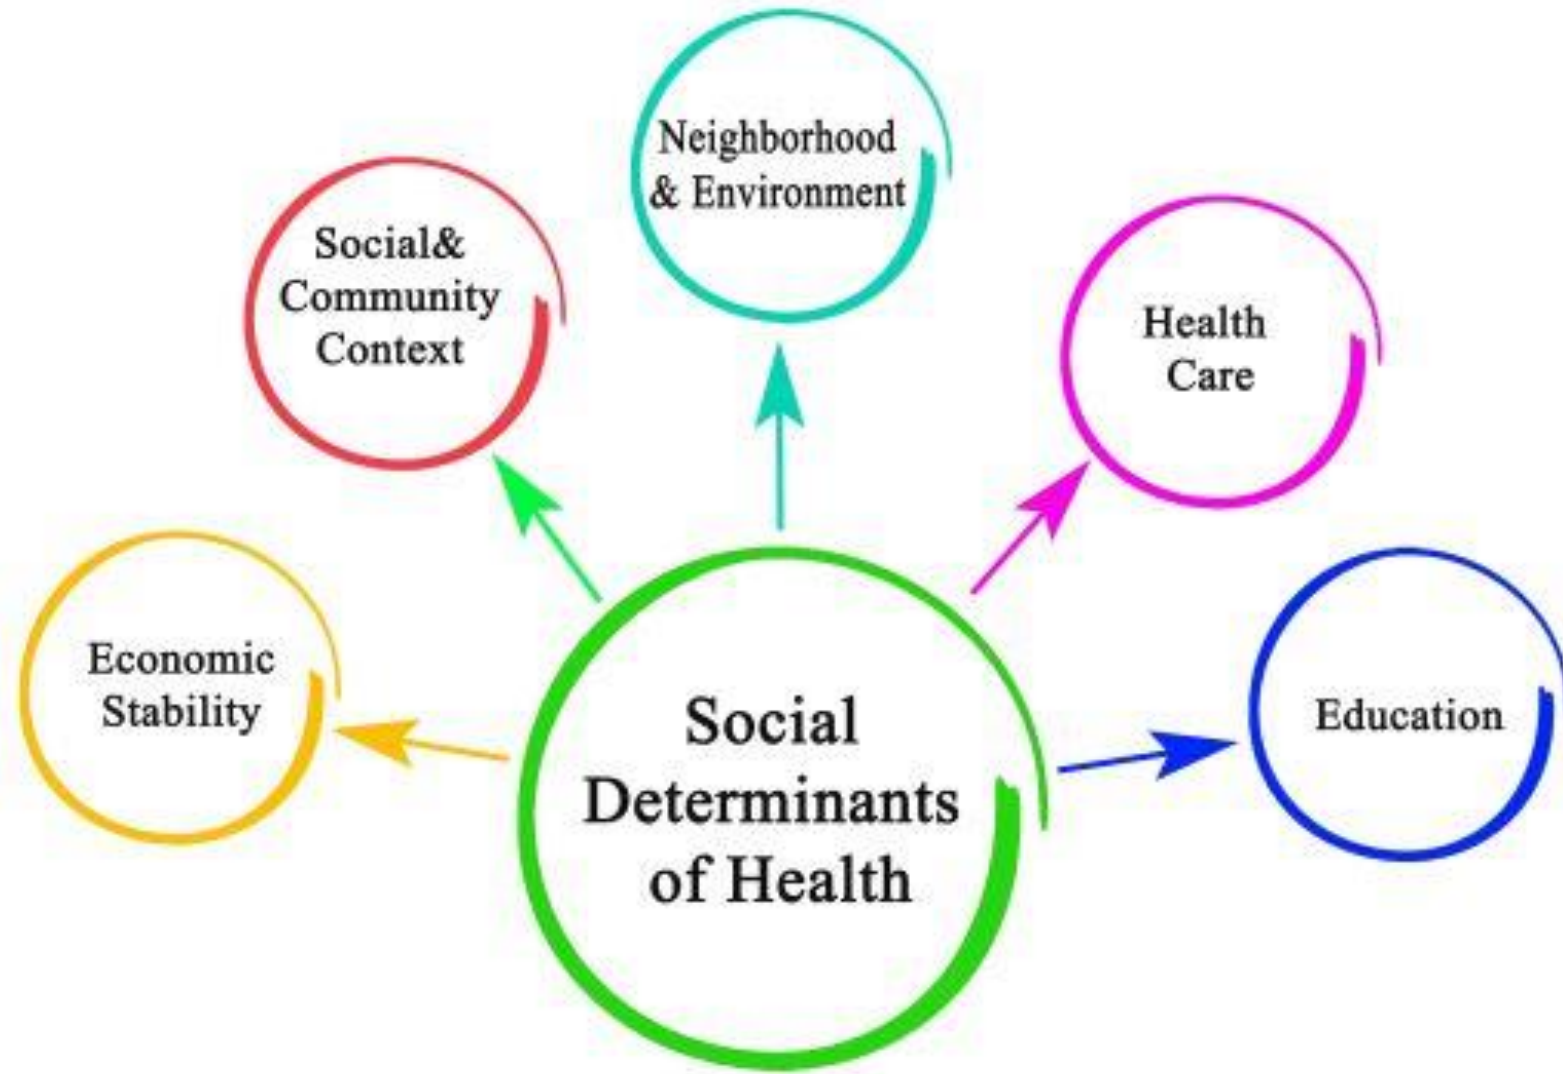 Neighborhood
& Environment
Social&
Community
Context
Health
Care
Economic
Stability
Education
Social
Determinants
of Health